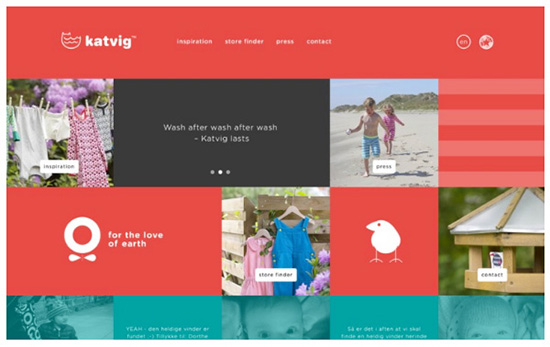 katvig™
inspiration store finder press contact
en
Wash after wash after wash
– Katvig lasts
inspiration
press
for the love
of earth
store finder
contact
YEAH - den heldige vinder er
fundet :-) Tillykke til Dorthe
Så er det i aften at vi skal
finde en heldig vinder herinde